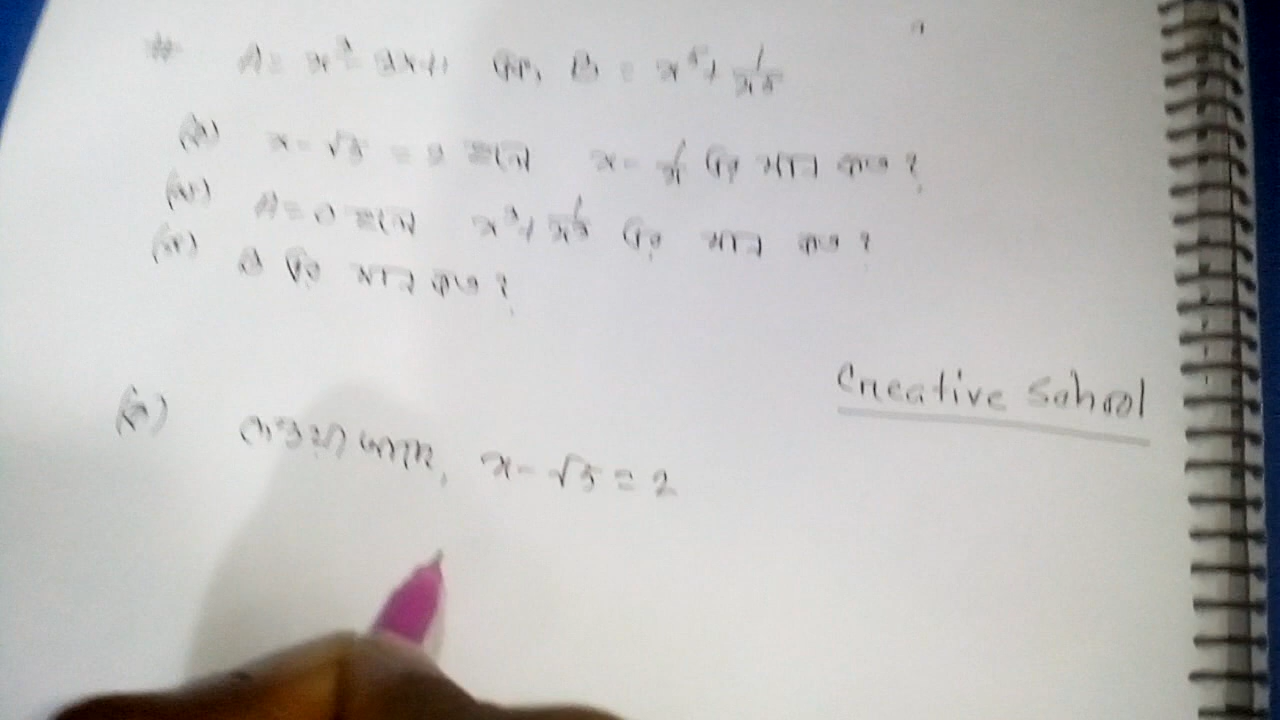 # A = x² - 3x + 1 এবং B = x⁵ + 1/x⁵
(ক) x - √5 = 2 হলে x - 1/x এর মান কত?
(খ) A = 0 হলে x³ + 1/x³ এর মান কত?
(গ) B এর মান কত?
Creative School
(ক) দেওয়া আছে, x - √5 = 2